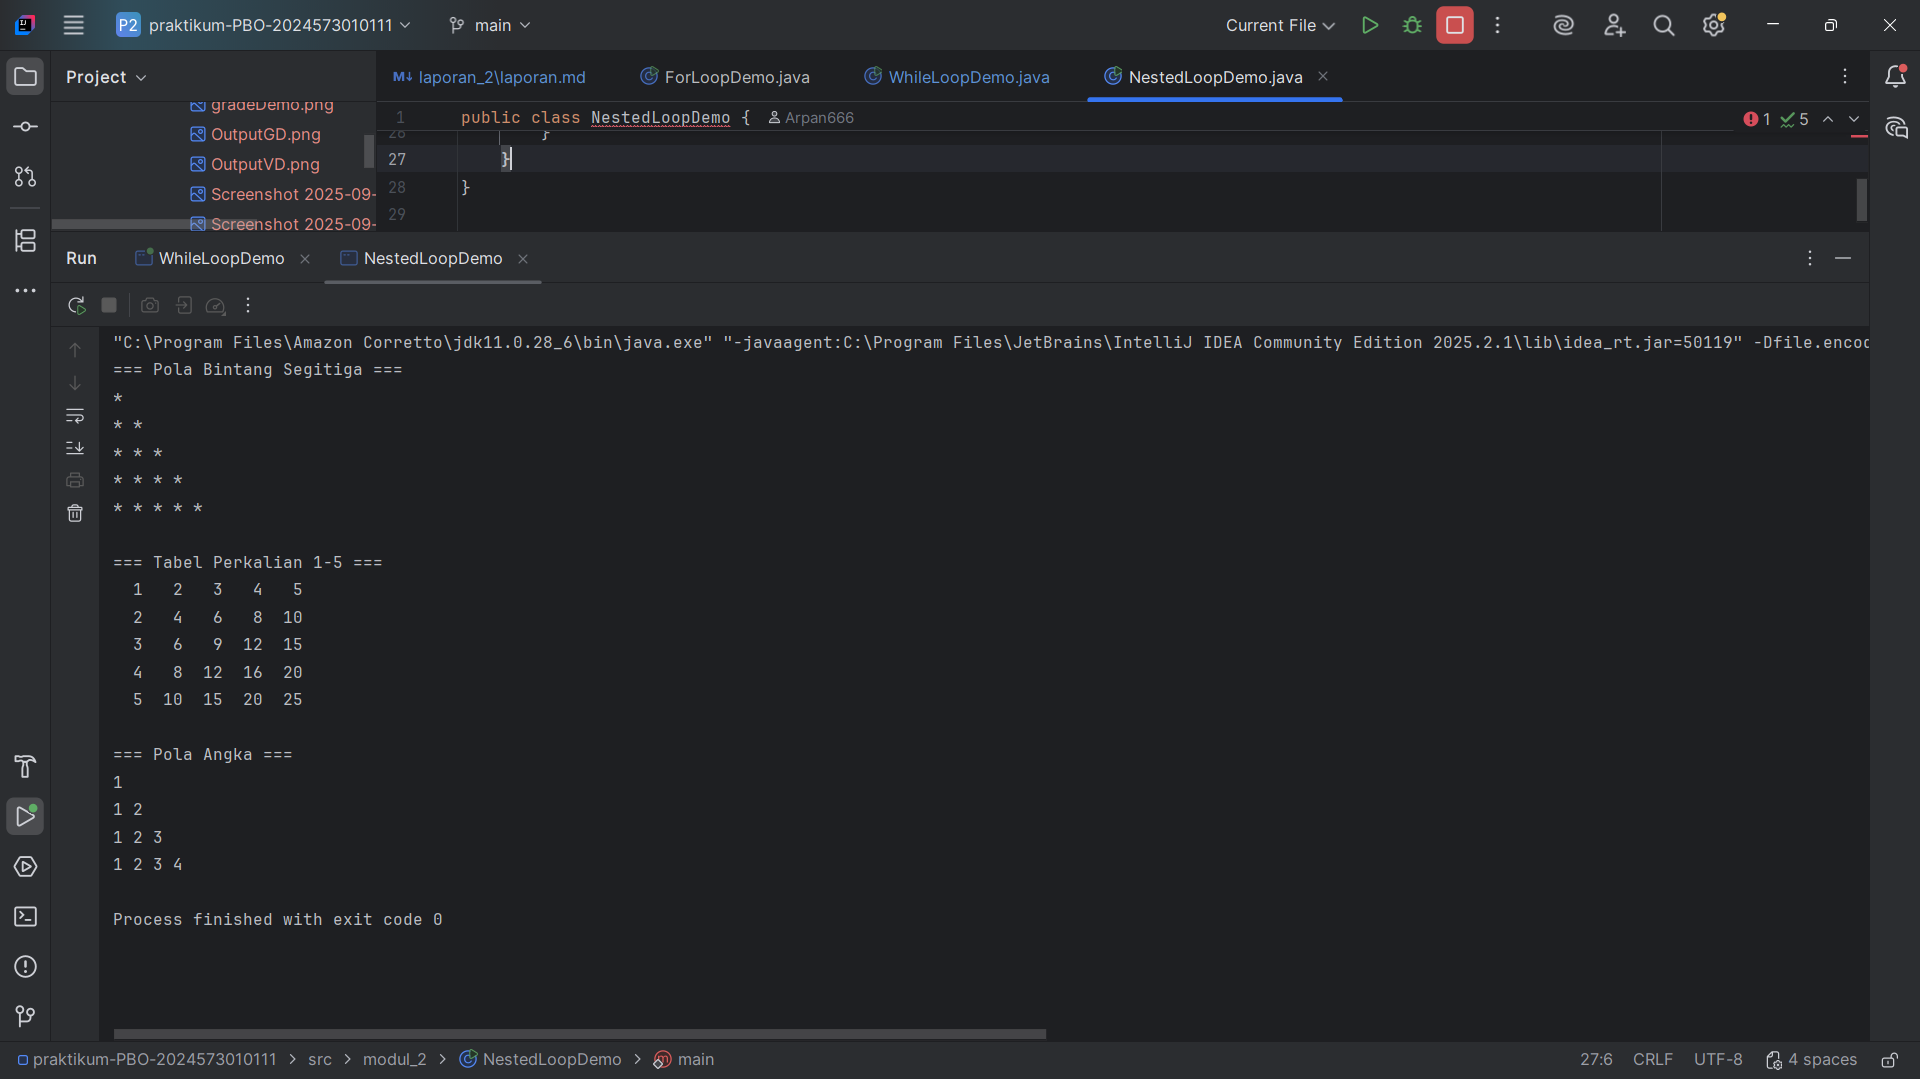 P2 praktikum-PBO-2024573010111 main Current File
Project
M↓ laporan_2\laporan.md ForLoopDemo.java WhileLoopDemo.java NestedLoopDemo.java
gradeDemo.png
OutputGD.png
OutputVD.png
Screenshot 2025-09-
Screenshot 2025-09-
1 public class NestedLoopDemo { Arpan666 1 5
26 }
27 }
28 }
29
Run WhileLoopDemo NestedLoopDemo
"C:\Program Files\Amazon Corretto\jdk11.0.28_6\bin\java.exe" "-javaagent:C:\Program Files\JetBrains\IntelliJ IDEA Community Edition 2025.2.1\lib\idea_rt.jar=50119" -Dfile.encod
=== Pola Bintang Segitiga ===
*
* *
* * *
* * * *
* * * * *
=== Tabel Perkalian 1-5 ===
1 2 3 4 5
2 4 6 8 10
3 6 9 12 15
4 8 12 16 20
5 10 15 20 25
=== Pola Angka ===
1
1 2
1 2 3
1 2 3 4
Process finished with exit code 0
praktikum-PBO-2024573010111 > src > modul_2 > NestedLoopDemo > main 27:6 CRLF UTF-8 4 spaces